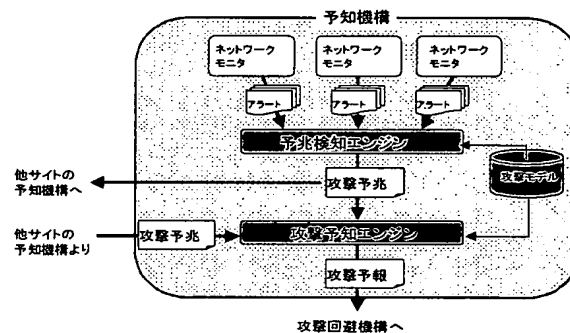 予知機構
ネットワーク
モニタ
ネットワーク
モニタ
ネットワーク
モニタ
アラート
アラート
アラート
予兆検知エンジン
他サイトの
予知機構へ
攻撃予兆
攻撃モデル
他サイトの
予知機構より
攻撃予兆
攻撃予知エンジン
攻撃予報
攻撃回避機構へ